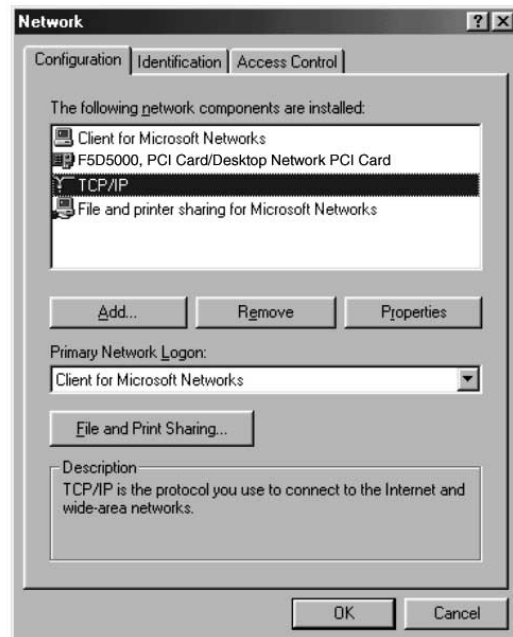 Network
? X
Configuration Identification Access Control
The following network components are installed:
Client for Microsoft Networks
F5D5000, PCI Card/Desktop Network PCI Card
TCP/IP
File and printer sharing for Microsoft Networks
Add... Remove Properties
Primary Network Logon:
Client for Microsoft Networks
File and Print Sharing...
Description
TCP/IP is the protocol you use to connect to the Internet and
wide-area networks.
OK Cancel